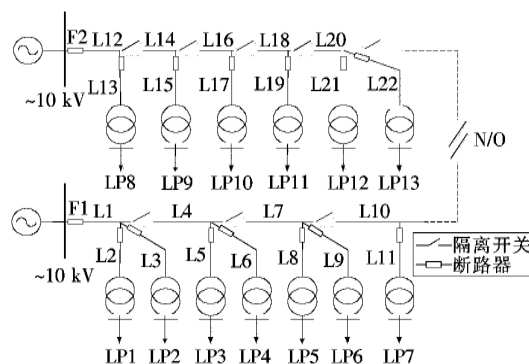 F2 L12 L14 L16 L18 L20
L13 L15 L17 L19 L21 L22
~10 kV
N/O
LP8 LP9 LP10 LP11 LP12 LP13
F1 L1 L4 L7 L10
L2 L3 L5 L6 L8 L9 L11
~10 kV
隔离开关
断路器
LP1 LP2 LP3 LP4 LP5 LP6 LP7